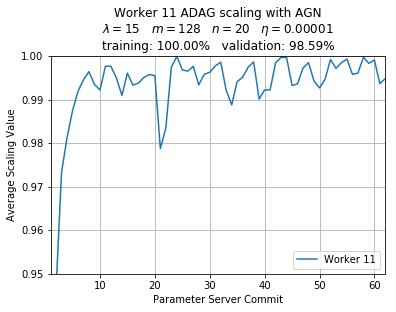 Worker 11 ADAG scaling with AGN
λ = 15 m = 128 n = 20 η = 0.00001
training: 100.00% validation: 98.59%
1.00
0.99
0.98
0.97
0.96
0.95
Average Scaling Value
Worker 11
10 20 30 40 50 60
Parameter Server Commit